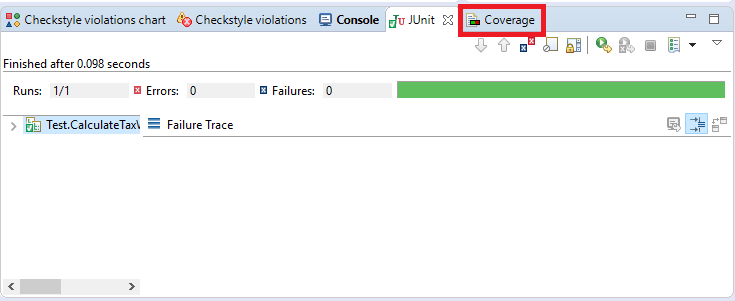 Checkstyle violations chart Checkstyle violations Console JUnit Coverage
Finished after 0.098 seconds
Runs: 1/1 Errors: 0 Failures: 0
Test.CalculateTax Failure Trace